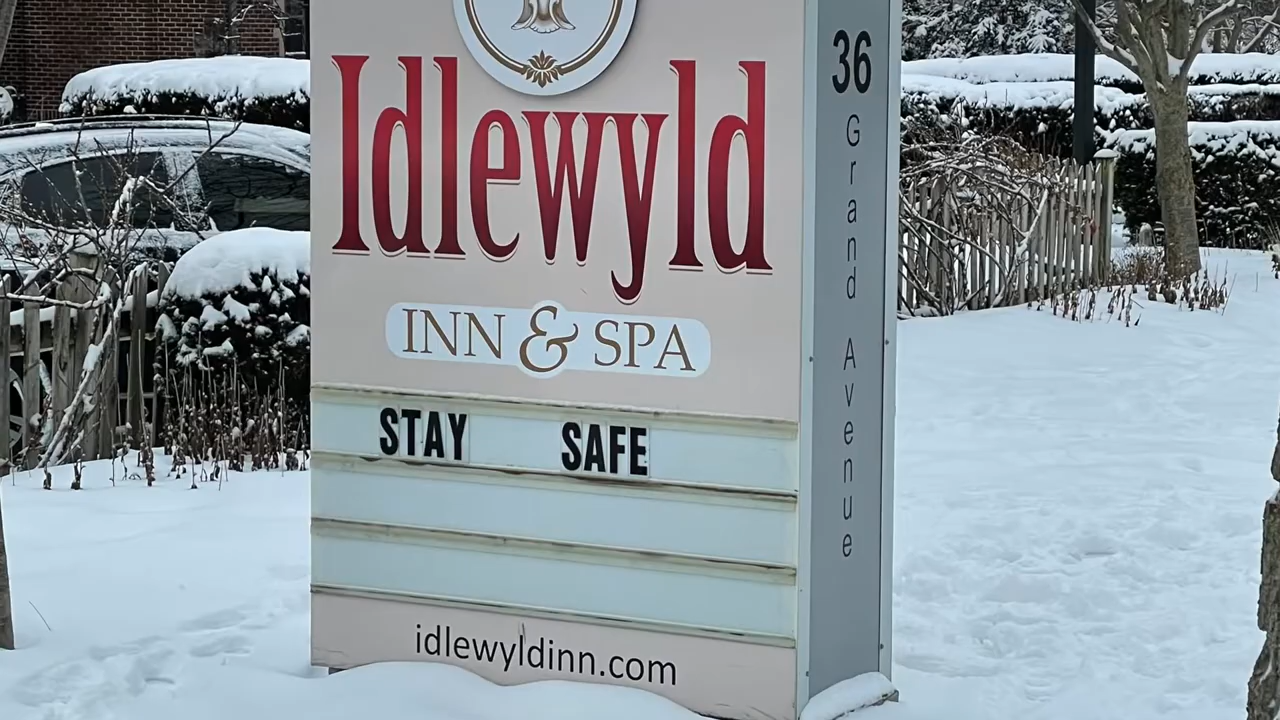 Idlewyld
INN & SPA
STAY SAFE
idlewyldinn.com
36
Grand Avenue